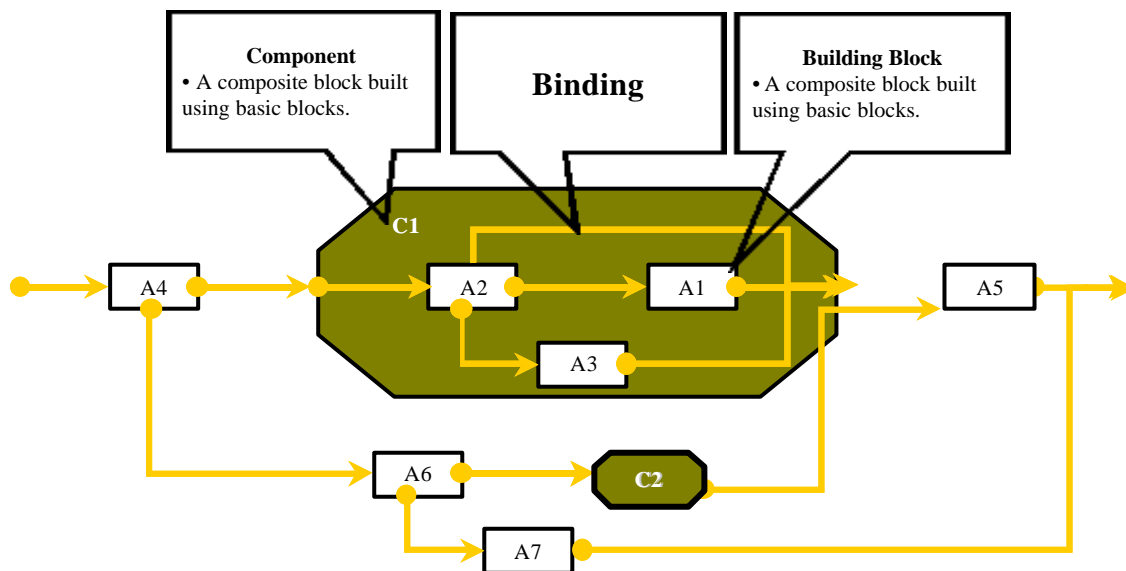 Component
• A composite block built
using basic blocks.
Binding
Building Block
• A composite block built
using basic blocks.
C1
A4
A2
A1
A5
A3
A6
C2
A7